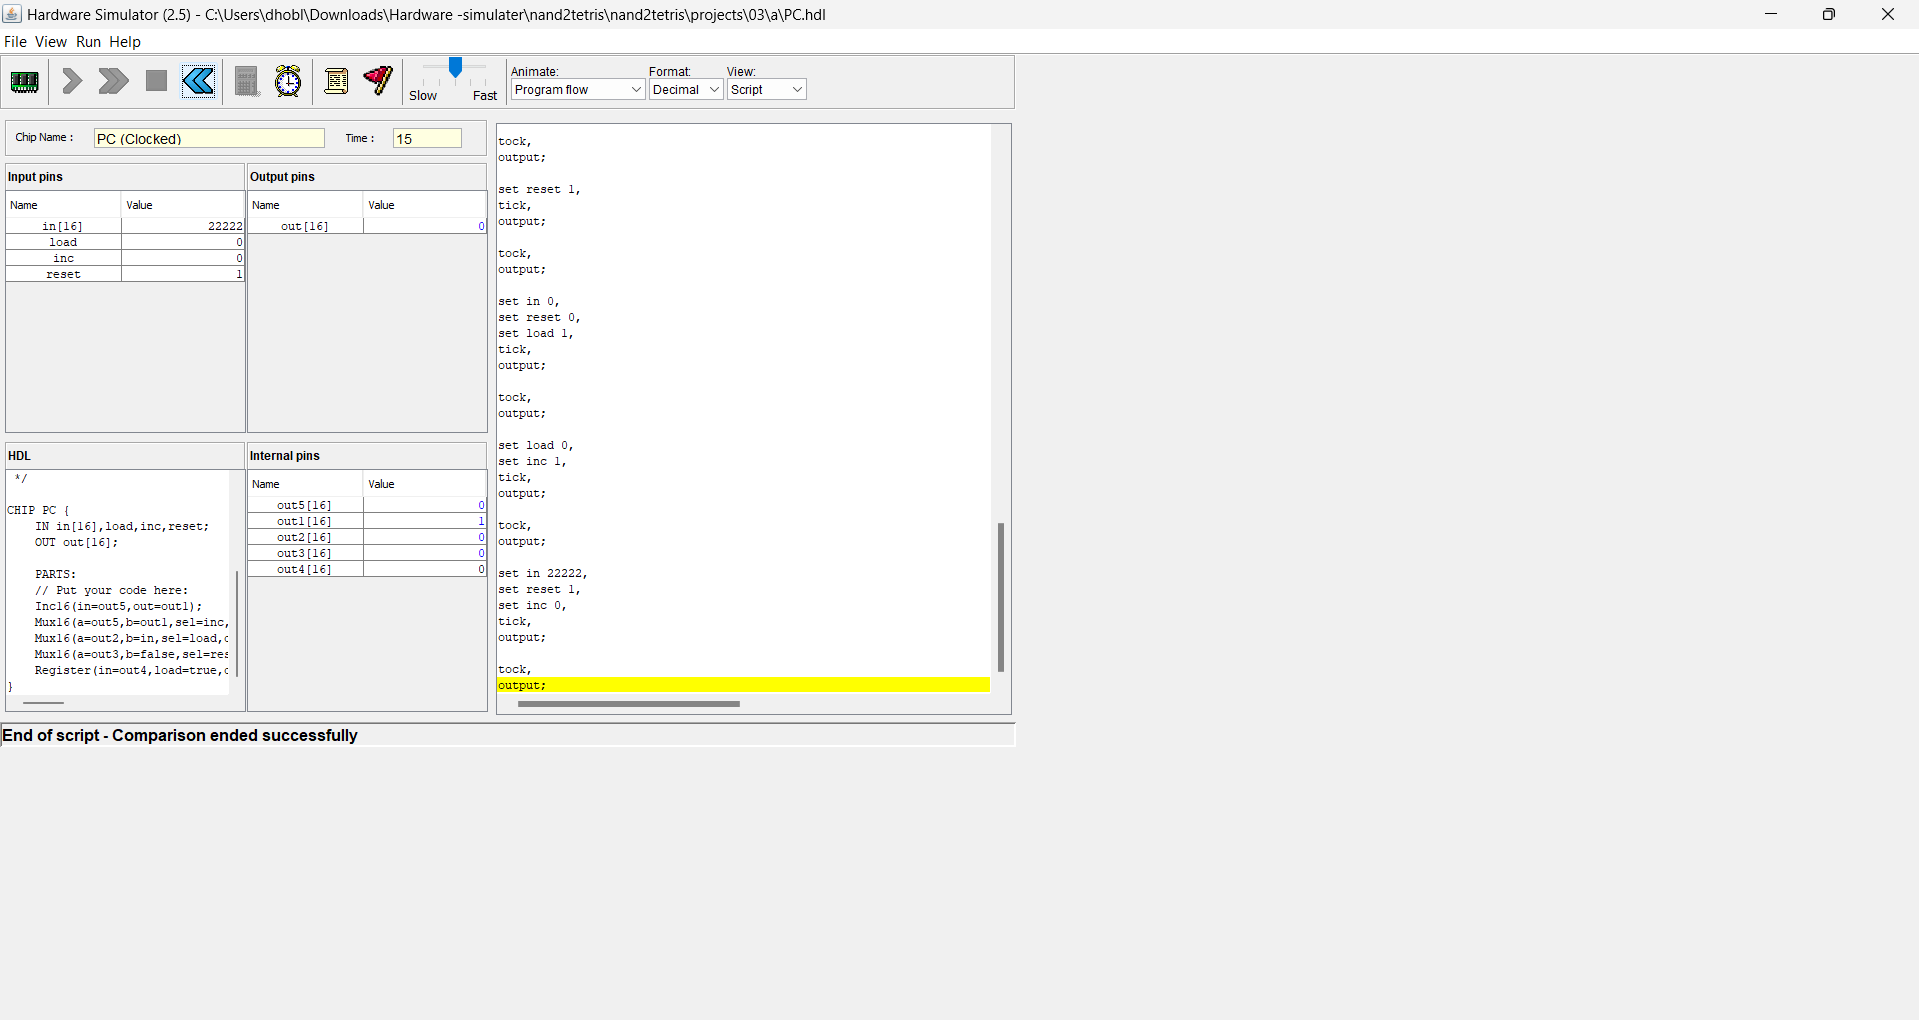 Hardware Simulator (2.5) - C:\Users\dhobl\Downloads\Hardware -simulater\nand2tetris\nand2tetris\projects\03\a\PC.hdl
File View Run Help
Slow Fast
Animate:
Program flow
Format:
Decimal
View:
Script
Chip Name :
PC (Clocked)
Time :
15
Input pins
Name Value
in[16] 22222
load 0
inc 0
reset 1
Output pins
Name Value
out[16] 0
HDL
*/
CHIP PC {
IN in[16],load,inc,reset;
OUT out[16];
PARTS:
// Put your code here:
Inc16(in=out5,out=out1);
Mux16(a=out5,b=out1,sel=inc,
Mux16(a=out2,b=in,sel=load,
Mux16(a=out3,b=false,sel=res
Register(in=out4,load=true,
}
Internal pins
Name Value
out5[16] 0
out1[16] 1
out2[16] 0
out3[16] 0
out4[16] 0
tock,
output;
set reset 1,
tick,
output;
tock,
output;
set in 0,
set reset 0,
set load 1,
tick,
output;
tock,
output;
set load 0,
set inc 1,
tick,
output;
tock,
output;
set in 22222,
set reset 1,
set inc 0,
tick,
output;
tock,
output;
End of script - Comparison ended successfully